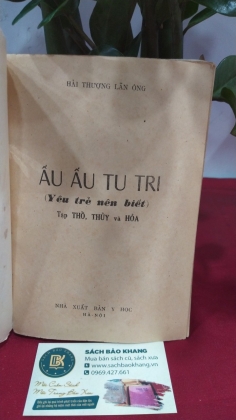 HẢI THƯỢNG LÃN ÔNG
ẤU ẤU TU TRI
(Yêu trẻ nên biết)
Tập THỔ, THỦY và HỎA
NHÀ XUẤT BẢN Y HỌC
HÀ-NỘI
SÁCH BẢO KHANG
Mua bán sách cũ, sách xưa
www.sachbaokhang.vn
0969.427.661